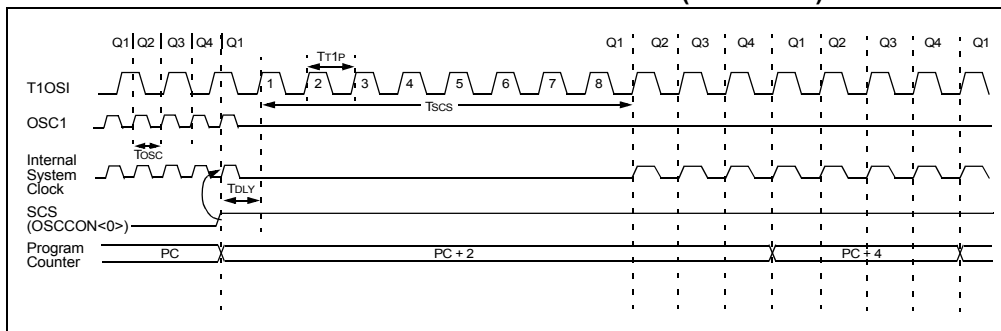 Q1 Q2 Q3 Q4 Q1 Q1 Q2 Q3 Q4 Q1 Q2 Q3 Q4 Q1
TT1P
T1OSI 1 2 3 4 5 6 7 8
TSCS
OSC1
TOSC
Internal
System
Clock
TDLY
SCS
(OSCCON<0>)
Program
Counter
PC PC + 2 PC + 4